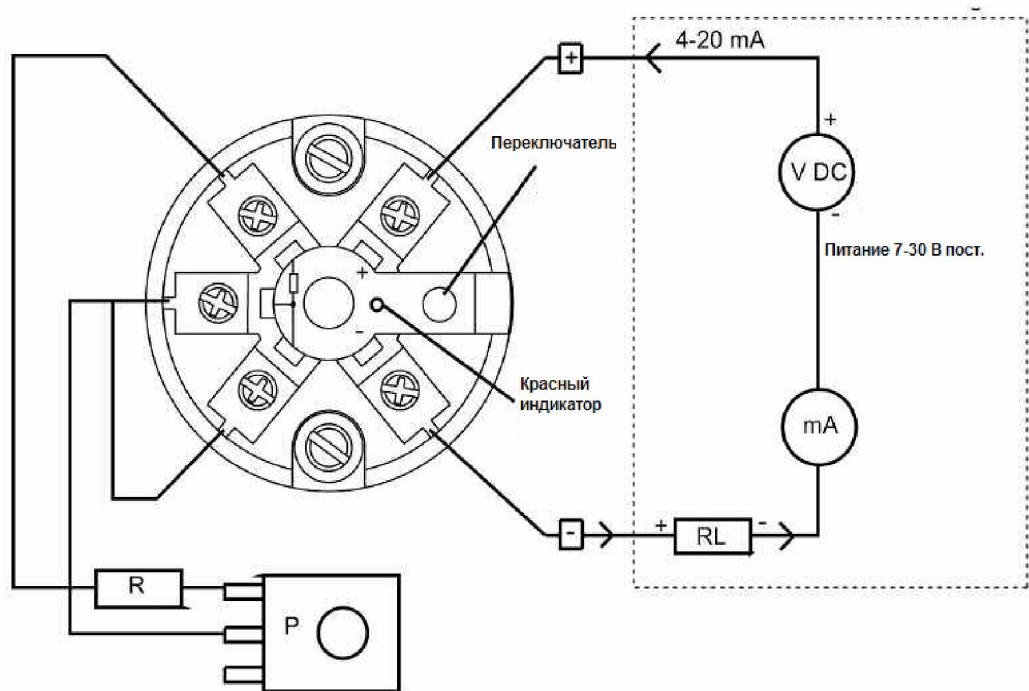 4-20 mA
+
Переключатель
+
V DC
-
Питание 7-30 В пост.
+
-
Красный
индикатор
mA
-
+
RL
-
R
P